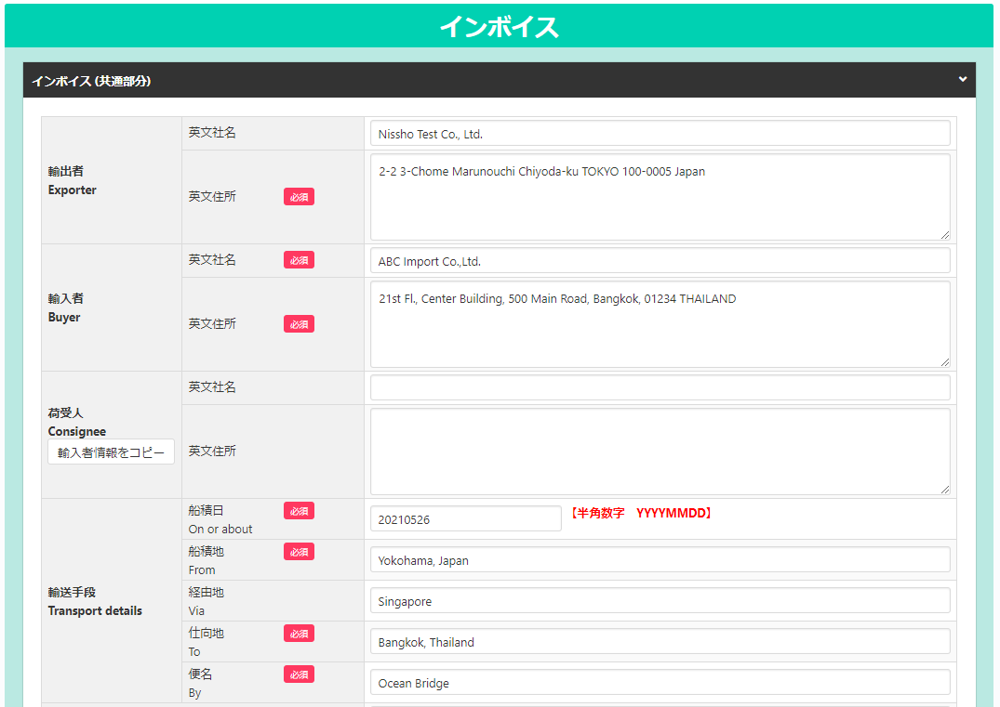 インボイス
インボイス (共通部分)
輸出者
Exporter
英文社名
Nissho Test Co., Ltd.
英文住所 必須
2-2 3-Chome Marunouchi Chiyoda-ku TOKYO 100-0005 Japan
輸入者
Buyer
英文社名 必須
ABC Import Co.,Ltd.
英文住所 必須
21st Fl., Center Building, 500 Main Road, Bangkok, 01234 THAILAND
荷受人
Consignee
輸入者情報をコピー
英文社名
英文住所
輸送手段
Transport details
船積日 必須
On or about
20210526
【半角数字　YYYYMMDD】
船積地 必須
From
Yokohama, Japan
経由地
Via
Singapore
仕向地 必須
To
Bangkok, Thailand
便名 必須
By
Ocean Bridge